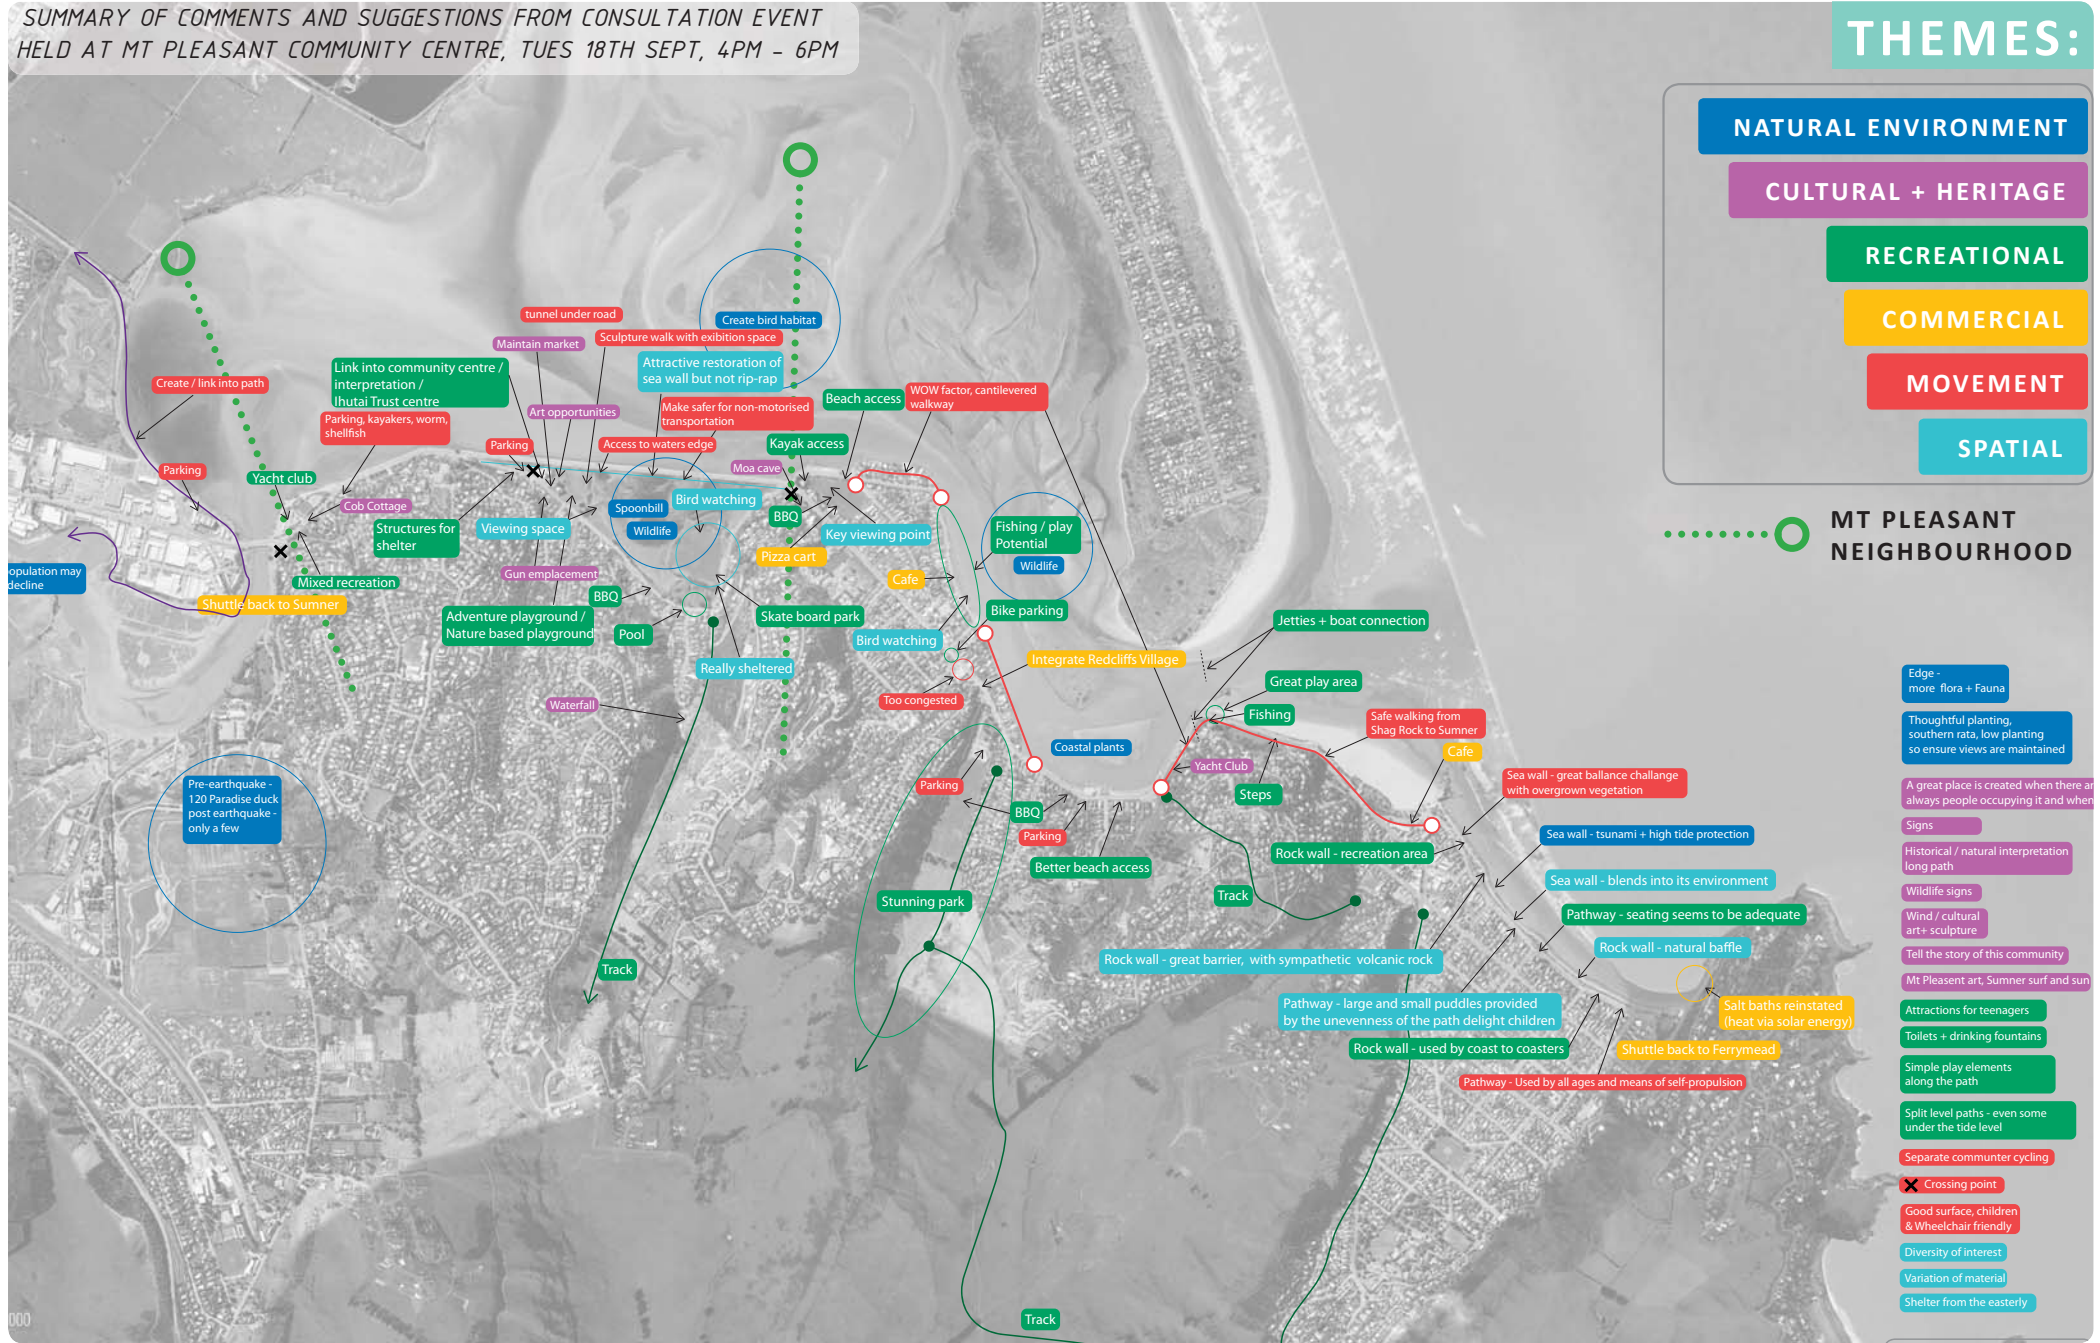 SUMMARY OF COMMENTS AND SUGGESTIONS FROM CONSULTATION EVENT
HELD AT MT PLEASANT COMMUNITY CENTRE, TUES 18TH SEPT, 4PM - 6PM
THEMES:
NATURAL ENVIRONMENT
CULTURAL + HERITAGE
RECREATIONAL
COMMERCIAL
MOVEMENT
SPATIAL
MT PLEASANT
NEIGHBOURHOOD
Create bird habitat
tunnel under road
Maintain market
Sculpture walk with exibition space
Attractive restoration of
sea wall but not rip-rap
Link into community centre /
interpretation /
Ihutai Trust centre
Create / link into path
Parking, kayakers, worm,
shellfish
Art opportunities
Make safer for non-motorised
transportation
Beach access
WOW factor, cantilevered
walkway
Parking
Access to waters edge
Kayak access
Parking
Moa cave
Yacht club
Cob Cottage
Spoonbill
Bird watching
Wildlife
BBQ
Structures for
shelter
Viewing space
Key viewing point
Fishing / play
Potential
Wildlife
Pizza cart
Gun emplacement
Cafe
opulation may
decline
Mixed recreation
Shuttle back to Sumner
BBQ
Adventure playground /
Nature based playground
Pool
Skate board park
Bike parking
Bird watching
Jetties + boat connection
Really sheltered
Integrate Redcliffs Village
Great play area
Too congested
Waterfall
Fishing
Safe walking from
Shag Rock to Sumner
Cafe
Coastal plants
Yacht Club
Steps
Parking
Sea wall - great ballance challange
with overgrown vegetation
Pre-earthquake -
120 Paradise duck
post earthquake -
only a few
BBQ
Parking
Sea wall - tsunami + high tide protection
Better beach access
Rock wall - recreation area
Sea wall - blends into its environment
Track
Stunning park
Pathway - seating seems to be adequate
Rock wall - natural baffle
Rock wall - great barrier, with sympathetic volcanic rock
Track
Pathway - large and small puddles provided
by the unevenness of the path delight children
Salt baths reinstated
(heat via solar energy)
Rock wall - used by coast to coasters
Shuttle back to Ferrymead
Pathway - Used by all ages and means of self-propulsion
Track
000
Edge -
more flora + Fauna
Thoughtful planting,
southern rata, low planting
so ensure views are maintained
A great place is created when there ar
always people occupying it and when
Signs
Historical / natural interpretation
long path
Wildlife signs
Wind / cultural
art+ sculpture
Tell the story of this community
Mt Pleasent art, Sumner surf and sun
Attractions for teenagers
Toilets + drinking fountains
Simple play elements
along the path
Split level paths - even some
under the tide level
Separate communter cycling
Crossing point
Good surface, children
& Wheelchair friendly
Diversity of interest
Variation of material
Shelter from the easterly